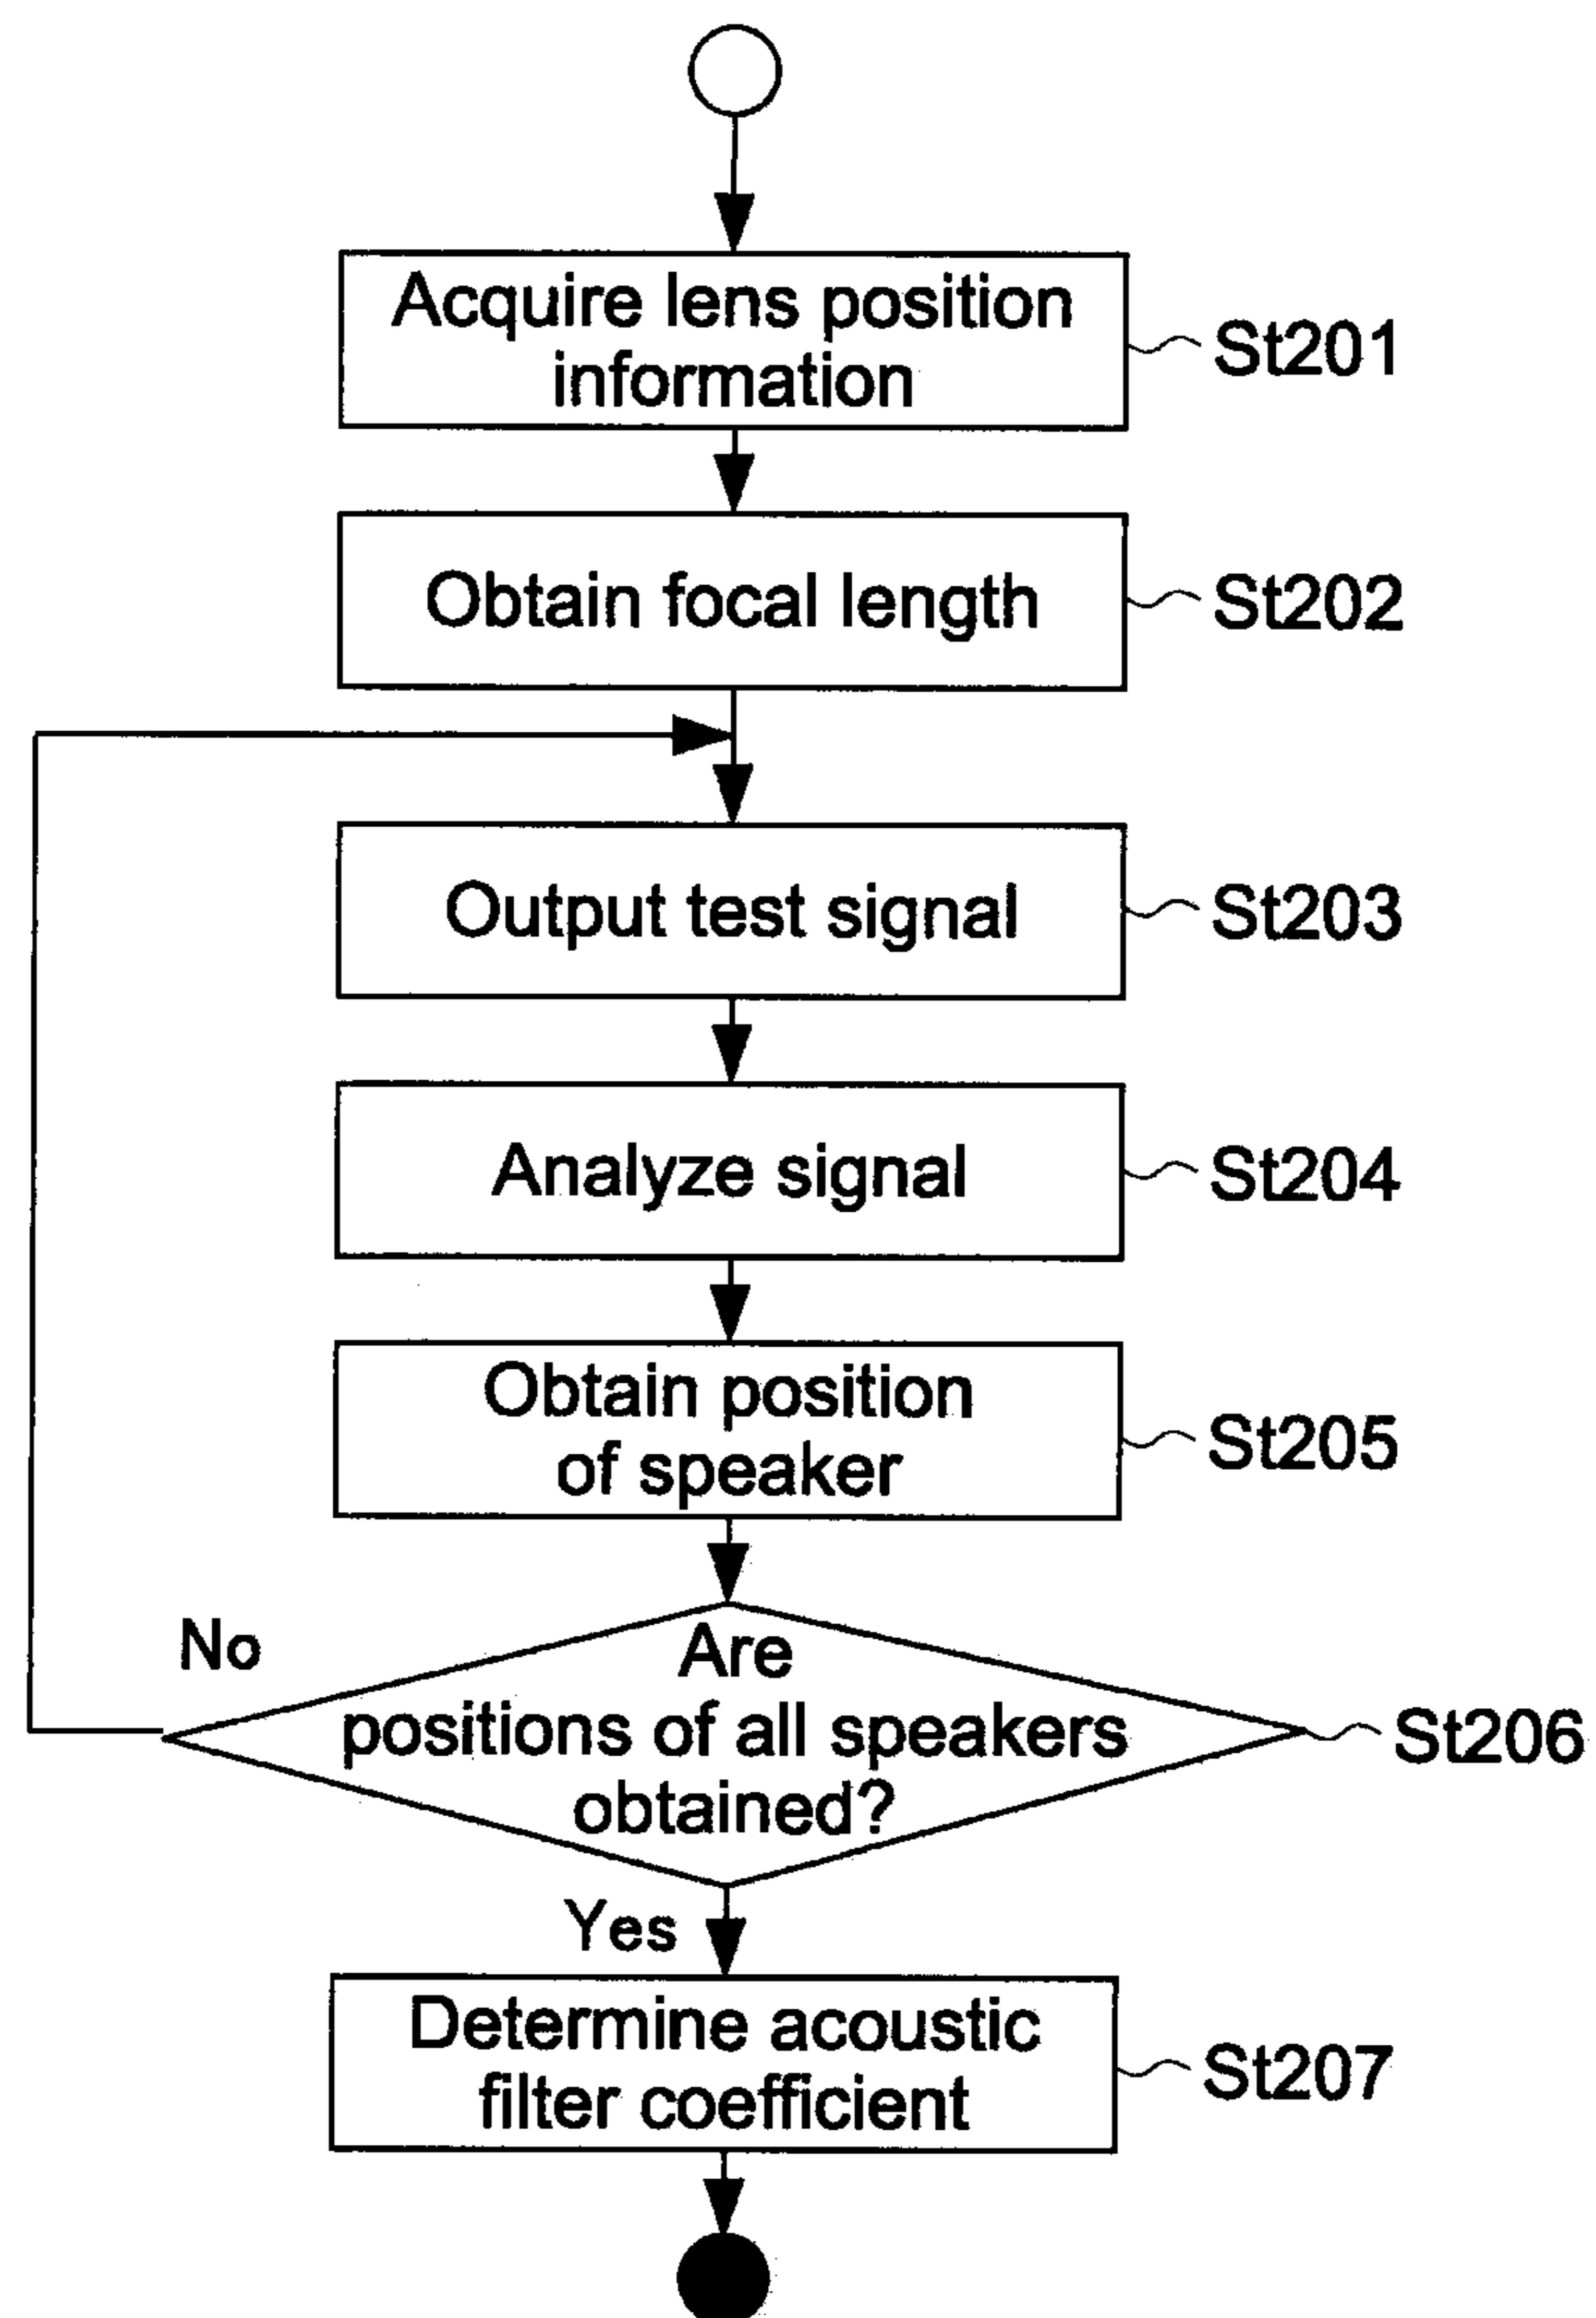 Acquire lens position
information
St201
Obtain focal length
St202
Output test signal
St203
Analyze signal
St204
Obtain position
of speaker
St205
No
Are
positions of all speakers
obtained?
St206
Yes
Determine acoustic
filter coefficient
St207